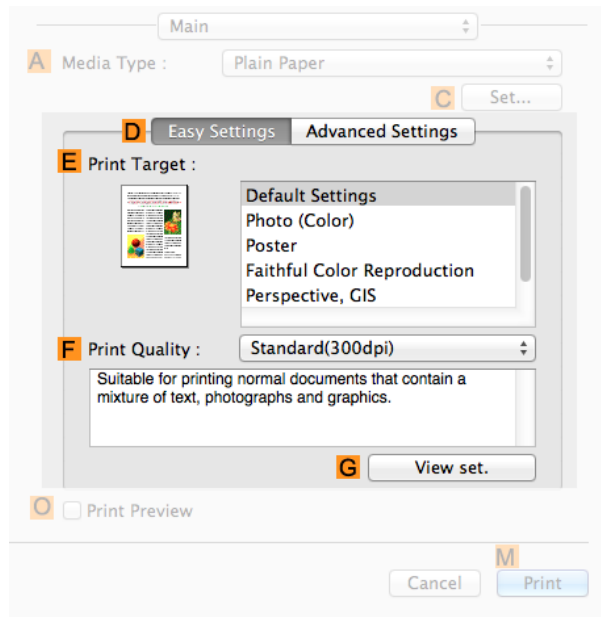 Main
A Media Type : Plain Paper
C Set...
D Easy Settings Advanced Settings
E Print Target :
Default Settings
Photo (Color)
Poster
Faithful Color Reproduction
Perspective, GIS
F Print Quality : Standard(300dpi)
Suitable for printing normal documents that contain a
mixture of text, photographs and graphics.
G View set.
O Print Preview
M
Cancel Print